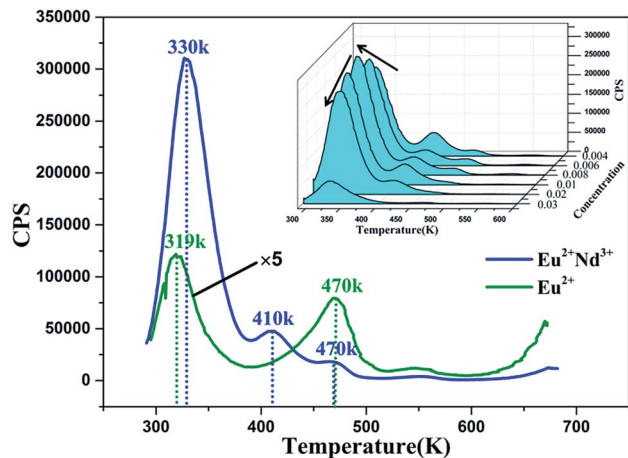 350000
300000
250000
200000
150000
100000
50000
0
CPS
300
400
500
600
700
Temperature(K)
330k
319k
×5
410k
470k
470k
Eu²⁺Nd³⁺
Eu²⁺
300000
250000
200000
150000
100000
50000
0
CPS
0.004
0.006
0.008
0.01
0.02
0.03
Concentration
300
350
400
450
500
550
600
Temperature(K)